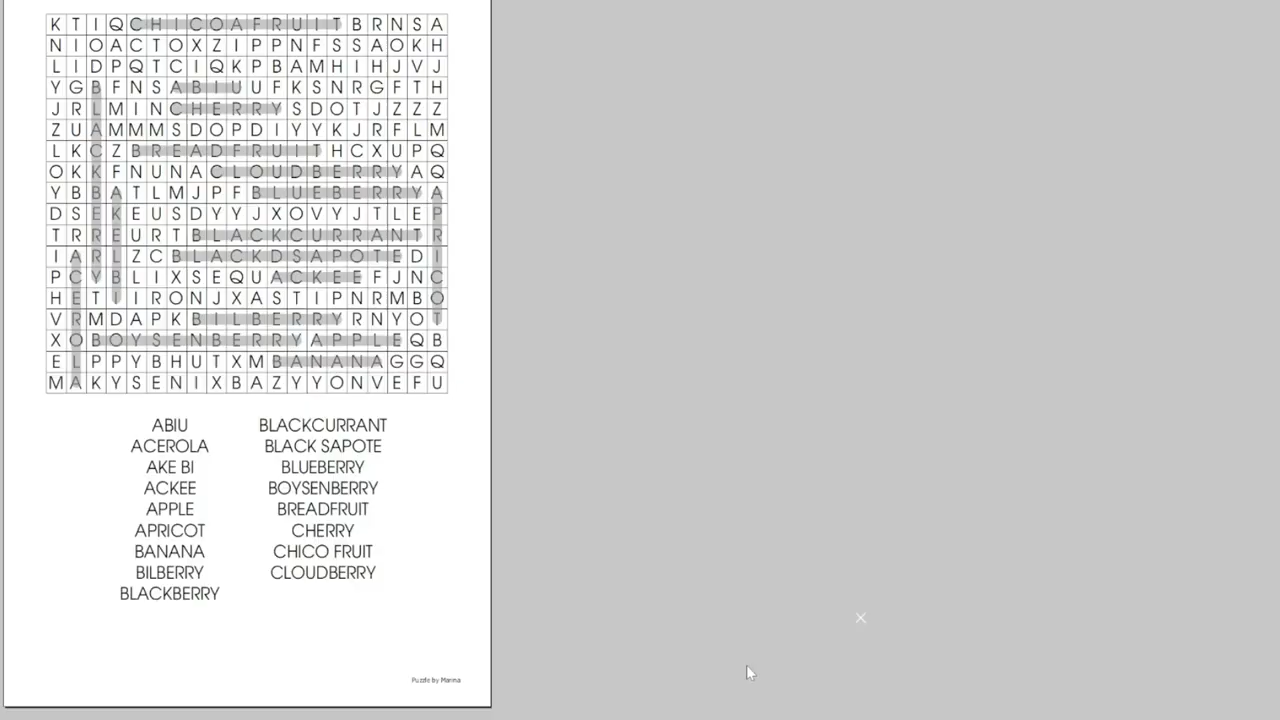 K T I Q C H I C O A F R U I T B R N S A
N I O A C T O X Z I P P N F S S A O K H
L I D P Q T C I Q K P B A M H I H J V J
Y G B F N S A B I U U F K S N R G F T H
J R L M I N C H E R R Y S D O T J Z Z Z
Z U A M M M S D O P D I Y Y K J R F L M
L K C Z B R E A D F R U I T H C X U P Q
O K K F N U N A C L O U D B E R R Y A Q
Y B B A T L M J P F B L U E B E R R Y A
D S E K E U S D Y Y J X O V Y J T L E P
T R R E U R T B L A C K C U R R A N T R
I A R L Z C B L A C K D S A P O T E D I
P C Y B L I X S E Q U A C K E E F J N C
H E T I I R O N J X A S T I P N R M B O
V R M D A P K B I L B E R R Y R N Y O T
X O B O Y S E N B E R R Y A P P L E Q B
E L P P Y B H U T X M B A N A N A G G Q
M A K Y S E N I X B A Z Y Y O N V E F U
ABIU
ACEROLA
AKE BI
ACKEE
APPLE
APRICOT
BANANA
BILBERRY
BLACKBERRY
BLACKCURRANT
BLACK SAPOTE
BLUEBERRY
BOYSENBERRY
BREADFRUIT
CHERRY
CHICO FRUIT
CLOUDBERRY
Puzzle by Marina